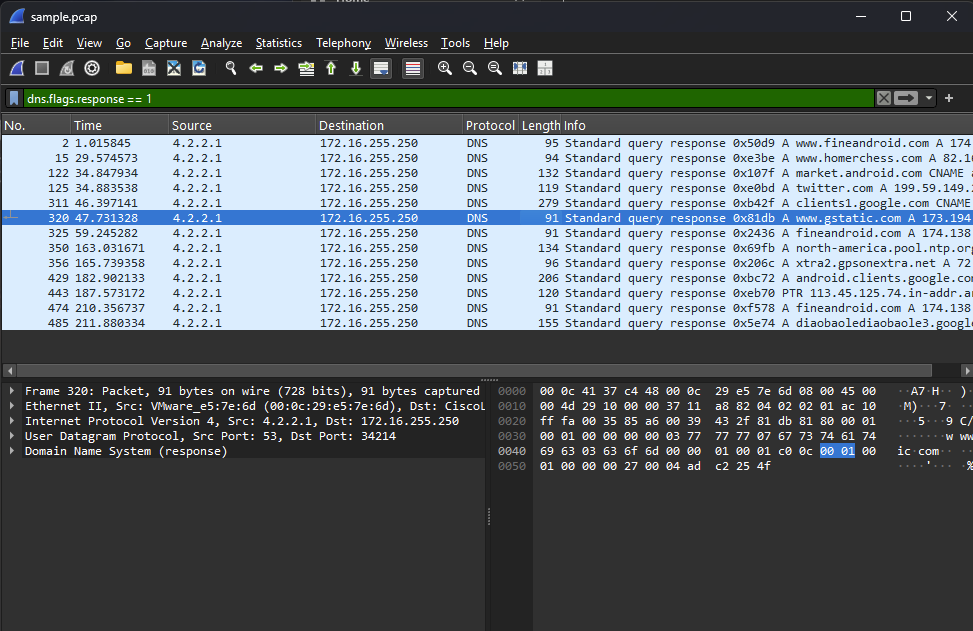 Home
sample.pcap
File Edit View Go Capture Analyze Statistics Telephony Wireless Tools Help
dns.flags.response == 1
No. Time Source Destination Protocol Length Info
2 1.015845 4.2.2.1 172.16.255.250 DNS 95 Standard query response 0x50d9 A www.fineandroid.com A 174
15 29.574573 4.2.2.1 172.16.255.250 DNS 94 Standard query response 0xe3be A www.homerchess.com A 82.1
122 34.847934 4.2.2.1 172.16.255.250 DNS 132 Standard query response 0x107f A market.android.com CNAME a
125 34.883538 4.2.2.1 172.16.255.250 DNS 119 Standard query response 0xe0bd A twitter.com A 199.59.149.
311 46.397141 4.2.2.1 172.16.255.250 DNS 279 Standard query response 0xb42f A clients1.google.com CNAME
320 47.731328 4.2.2.1 172.16.255.250 DNS 91 Standard query response 0x81db A www.gstatic.com A 173.194
325 59.245282 4.2.2.1 172.16.255.250 DNS 91 Standard query response 0x2436 A fineandroid.com A 174.138
350 163.031671 4.2.2.1 172.16.255.250 DNS 134 Standard query response 0x69fb A north-america.pool.ntp.org
356 165.739358 4.2.2.1 172.16.255.250 DNS 96 Standard query response 0x206c A xtra2.gpsonextra.net A 72
429 182.902133 4.2.2.1 172.16.255.250 DNS 206 Standard query response 0xbc72 A android.clients.google.com
443 187.573172 4.2.2.1 172.16.255.250 DNS 120 Standard query response 0xeb70 PTR 113.45.125.74.in-addr.ar
474 210.356737 4.2.2.1 172.16.255.250 DNS 91 Standard query response 0xf578 A fineandroid.com A 174.138
485 211.880334 4.2.2.1 172.16.255.250 DNS 155 Standard query response 0x5e74 A diaobaolediaobaole3.google
Frame 320: Packet, 91 bytes on wire (728 bits), 91 bytes captured
Ethernet II, Src: VMware_e5:7e:6d (00:0c:29:e5:7e:6d), Dst: CiscoL
Internet Protocol Version 4, Src: 4.2.2.1, Dst: 172.16.255.250
User Datagram Protocol, Src Port: 53, Dst Port: 34214
Domain Name System (response)
0000 00 0c 41 37 c4 48 00 0c 29 e5 7e 6d 08 00 45 00 ··A7·H·· )·
0010 00 4d 29 10 00 00 37 11 a8 82 04 02 02 01 ac 10 ·M)···7· ··
0020 ff fa 00 35 85 a6 00 39 43 2f 81 db 81 80 00 01 ···5···9 C/
0030 00 01 00 00 00 00 03 77 77 77 07 67 73 74 61 74 ·······w ww
0040 69 63 03 63 6f 6d 00 00 01 00 01 c0 0c 00 01 00 ic·com·· ··
0050 01 00 00 00 27 00 04 ad c2 25 4f ····'··· ·%